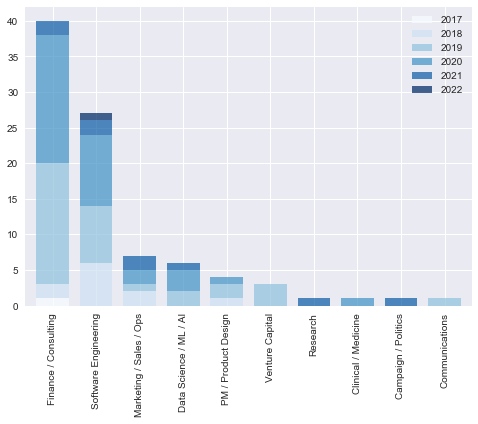 40
35
30
25
20
15
10
5
0
2017
2018
2019
2020
2021
2022
Finance / Consulting
Software Engineering
Marketing / Sales / Ops
Data Science / ML / AI
PM / Product Design
Venture Capital
Research
Clinical / Medicine
Campaign / Politics
Communications